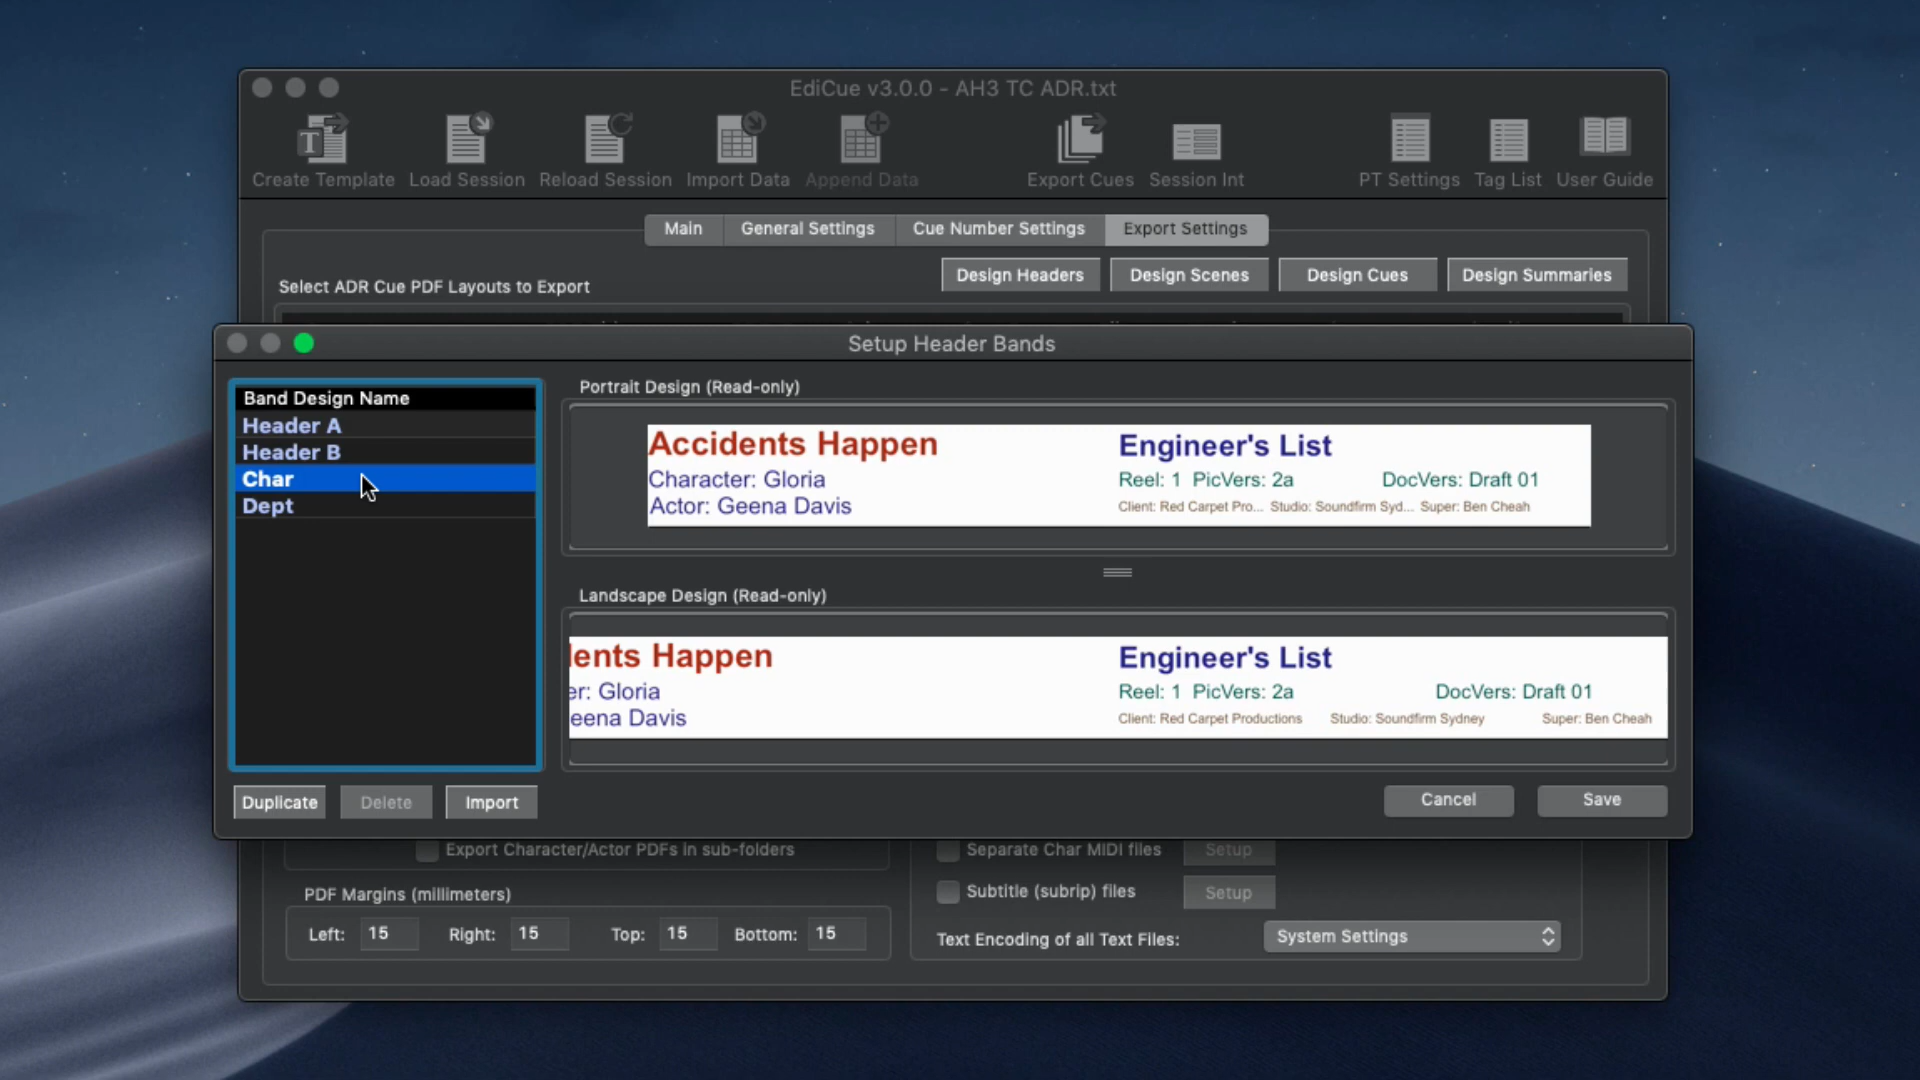 EdiCue v3.0.0 - AH3 TC ADR.txt
T
Create Template Load Session Reload Session Import Data Append Data Export Cues Session Int PT Settings Tag List User Guide
Main General Settings Cue Number Settings Export Settings
Design Headers Design Scenes Design Cues Design Summaries
Select ADR Cue PDF Layouts to Export
Setup Header Bands
Band Design Name
Header A
Header B
Char
Dept
Portrait Design (Read-only)
Accidents Happen Engineer's List
Character: Gloria Reel: 1 PicVers: 2a DocVers: Draft 01
Actor: Geena Davis Client: Red Carpet Pro... Studio: Soundfirm Syd... Super: Ben Cheah
Landscape Design (Read-only)
dents Happen Engineer's List
er: Gloria Reel: 1 PicVers: 2a DocVers: Draft 01
eena Davis Client: Red Carpet Productions Studio: Soundfirm Sydney Super: Ben Cheah
Duplicate Delete Import Cancel Save
Export Character/Actor PDFs in sub-folders Separate Char MIDI files Setup
PDF Margins (millimeters) Subtitle (subrip) files Setup
Left: 15 Right: 15 Top: 15 Bottom: 15 Text Encoding of all Text Files: System Settings